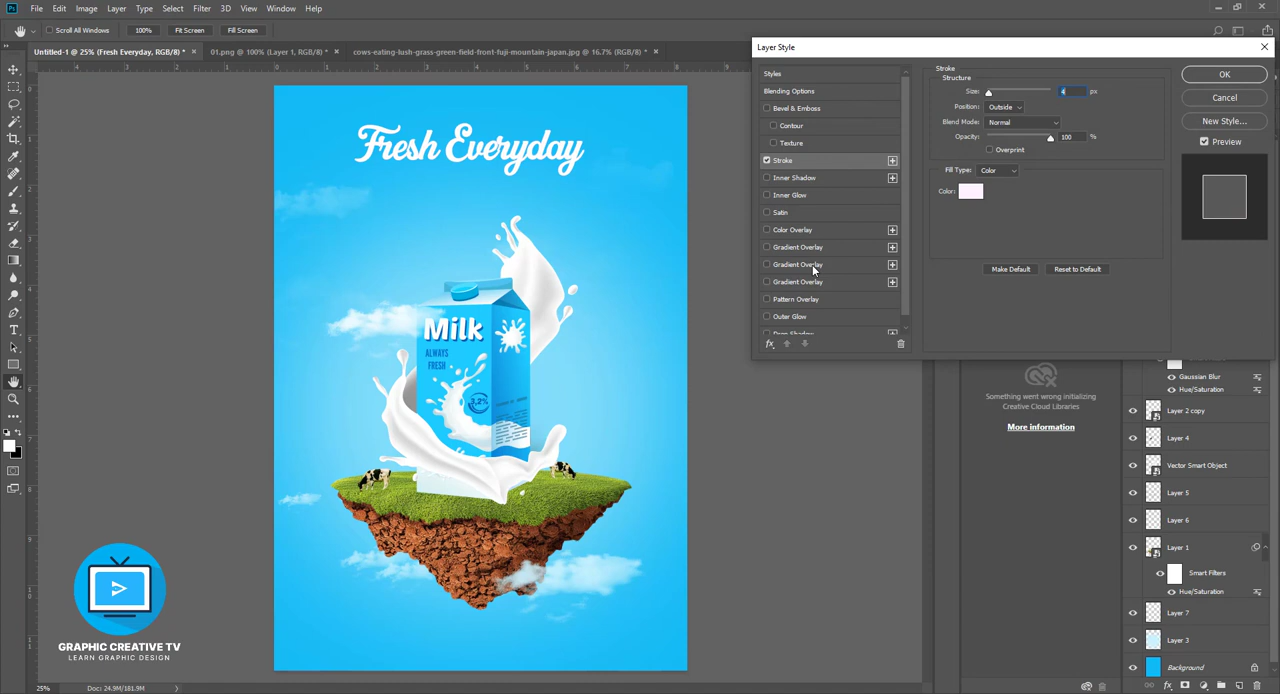 Ps File Edit Image Layer Type Select Filter 3D View Window Help
Scroll All Windows 100% Fit Screen Fill Screen
Untitled-1 @ 25% (Fresh Everyday, RGB/8) * × 01.png @ 100% (Layer 1, RGB/8) * × cows-eating-lush-grass-green-field-front-fuji-mountain-japan.jpg @ 16.7% (RGB/8) * ×
Layer Style
Styles
Blending Options
Bevel & Emboss
Contour
Texture
Stroke
Inner Shadow
Inner Glow
Satin
Color Overlay
Gradient Overlay
Gradient Overlay
Gradient Overlay
Pattern Overlay
Outer Glow
Drop Shadow
fx
Stroke
Structure
Size: 4 px
Position: Outside
Blend Mode: Normal
Opacity: 100 %
Overprint
Fill Type: Color
Color:
Make Default Reset to Default
OK
Cancel
New Style...
Preview
Fresh Everyday
Milk
ALWAYS
FRESH
3,2%
GRAPHIC CREATIVE TV
LEARN GRAPHIC DESIGN
Something went wrong initializing
Creative Cloud Libraries
More information
Gaussian Blur
Hue/Saturation
Layer 2 copy
Layer 4
Vector Smart Object
Layer 5
Layer 6
Layer 1
Smart Filters
Hue/Saturation
Layer 7
Layer 3
Background
25% Doc: 24.9M/181.9M